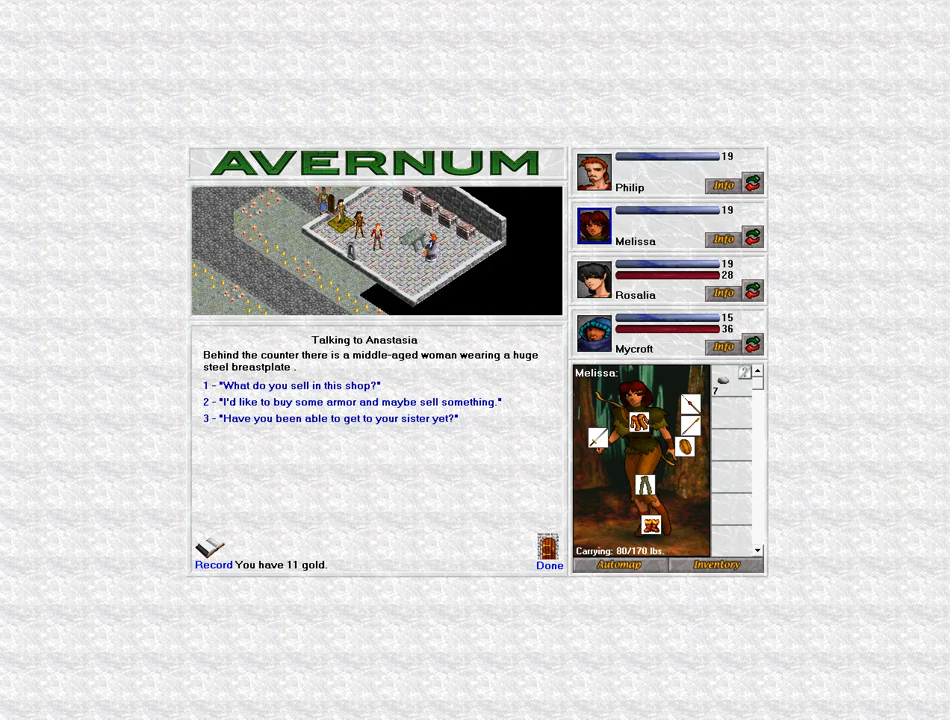 AVERNUM
19
Philip
Info
19
Melissa
Info
19
28
Rosalia
Info
15
36
Mycroft
Info
Talking to Anastasia
Behind the counter there is a middle-aged woman wearing a huge
steel breastplate .
1 - "What do you sell in this shop?"
2 - "I'd like to buy some armor and maybe sell something."
3 - "Have you been able to get to your sister yet?"
Record You have 11 gold.
Done
Melissa:
?
7
Carrying: 80/170 lbs.
Automap
Inventory